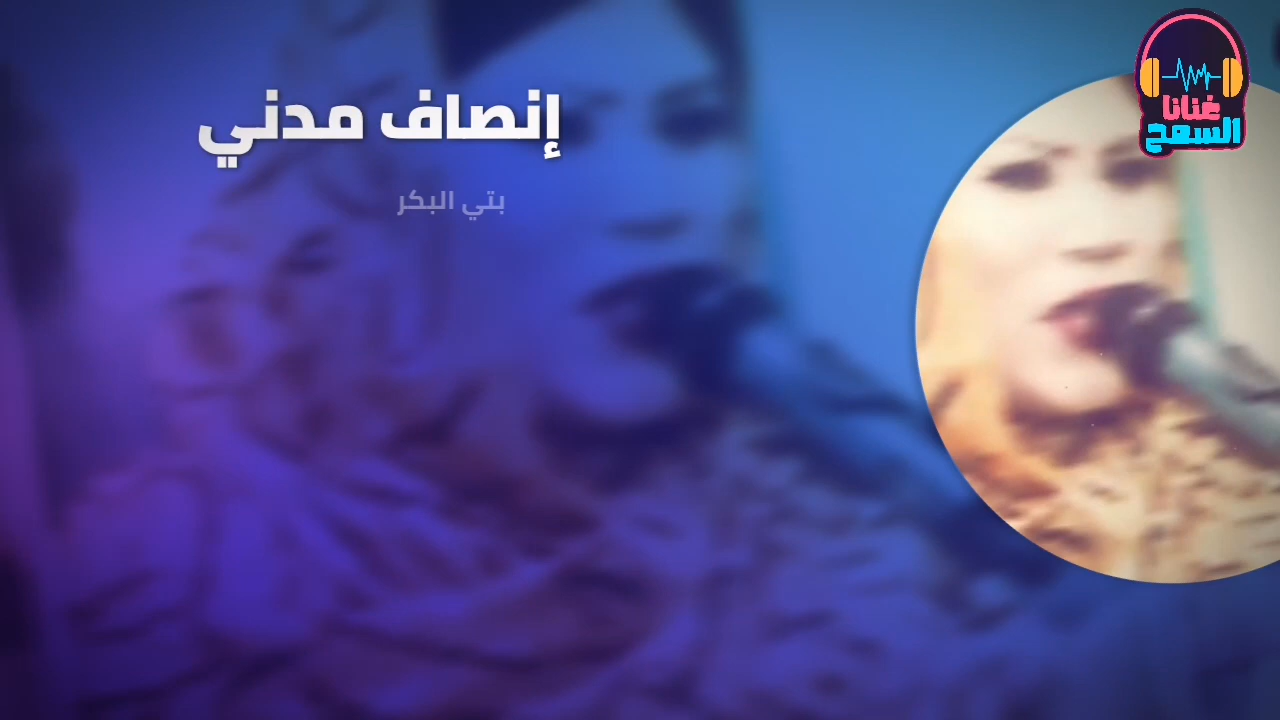 إنصاف مدني
بتي البكر
غنانا
السمح